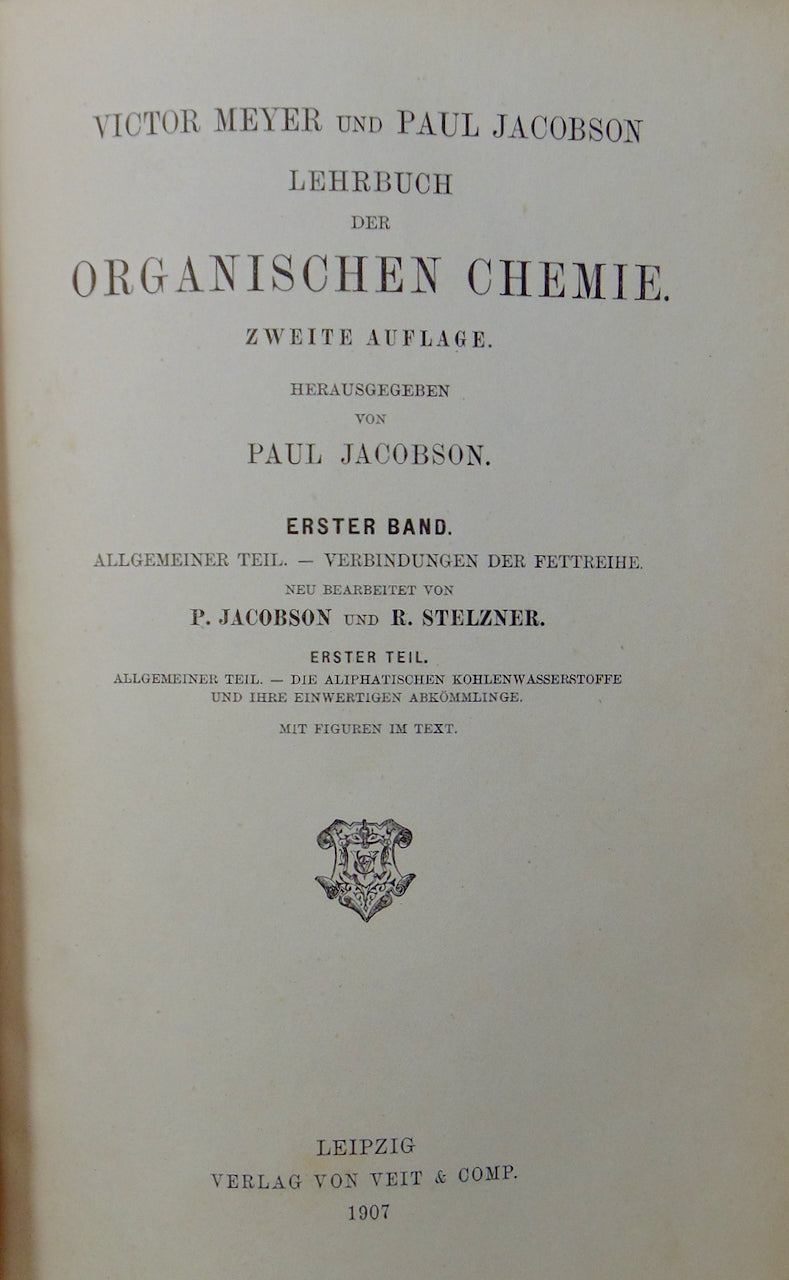 VICTOR MEYER UND PAUL JACOBSON
LEHRBUCH
DER
ORGANISCHEN CHEMIE.
ZWEITE AUFLAGE.
HERAUSGEGEBEN
VON
PAUL JACOBSON.
ERSTER BAND.
ALLGEMEINER TEIL. — VERBINDUNGEN DER FETTREIHE.
NEU BEARBEITET VON
P. JACOBSON UND R. STELZNER.
ERSTER TEIL.
ALLGEMEINER TEIL. — DIE ALIPHATISCHEN KOHLENWASSERSTOFFE
UND IHRE EINWERTIGEN ABKÖMMLINGE.
MIT FIGUREN IM TEXT.
LEIPZIG
VERLAG VON VEIT & COMP.
1907